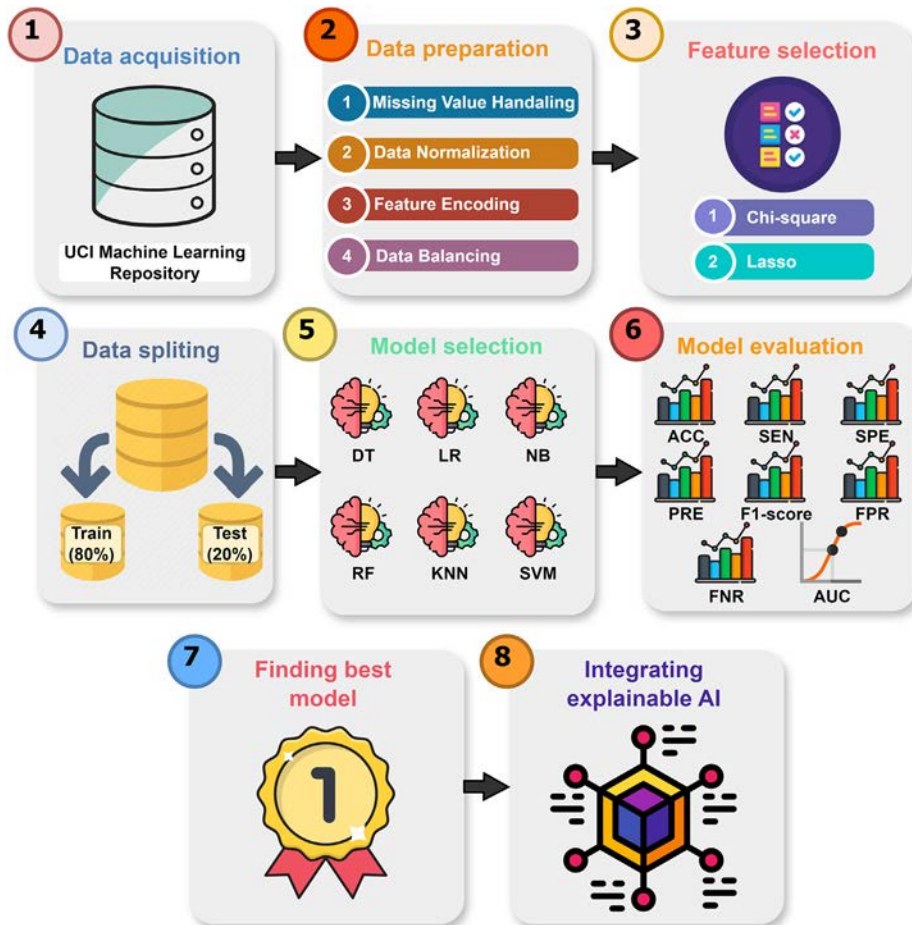 1
Data acquisition
UCI Machine Learning
Repository
2
Data preparation
1 Missing Value Handaling
2 Data Normalization
3 Feature Encoding
4 Data Balancing
3
Feature selection
1 Chi-square
2 Lasso
4
Data spliting
Train
(80%)
Test
(20%)
5
Model selection
DT LR NB
RF KNN SVM
6
Model evaluation
ACC SEN SPE
PRE F1-score FPR
FNR AUC
7
Finding best
model
1
8
Integrating
explainable AI